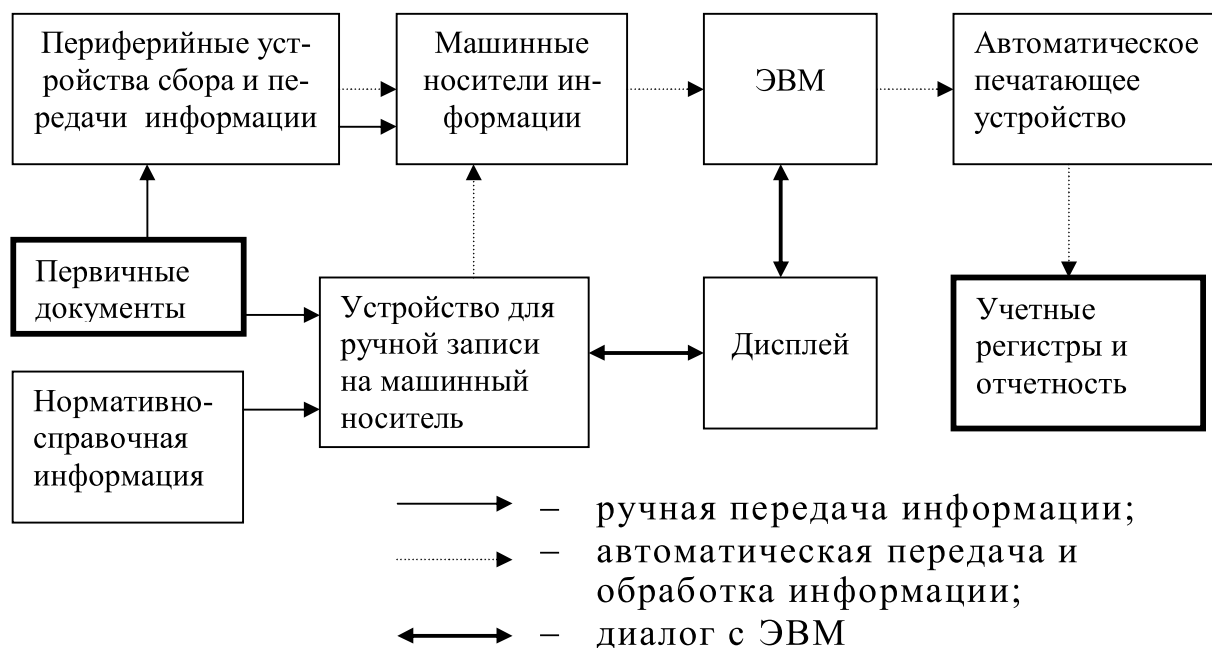 Периферийные уст-
ройства сбора и пе-
редачи информации
Машинные
носители ин-
формации
ЭВМ
Автоматическое
печатающее
устройство
Первичные
документы
Устройство для
ручной записи
на машинный
носитель
Дисплей
Учетные
регистры и
отчетность
Нормативно-
справочная
информация
– ручная передача информации;
– автоматическая передача и
обработка информации;
– диалог с ЭВМ